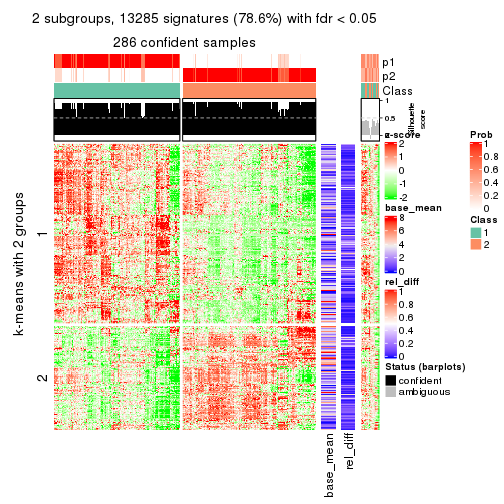 2 subgroups, 13285 signatures (78.6%) with fdr < 0.05
286 confident samples
p1
p2
Class
1
0.5
Silhouette
score
z-score
2
1
0
-1
-2
base_mean
8
6
4
2
0
rel_diff
1
0.8
0.6
0.4
0.2
0
Status (barplots)
confident
ambiguous
Prob
1
0.8
0.6
0.4
0.2
0
Class
1
2
k-means with 2 groups
1
2
base_mean
rel_diff